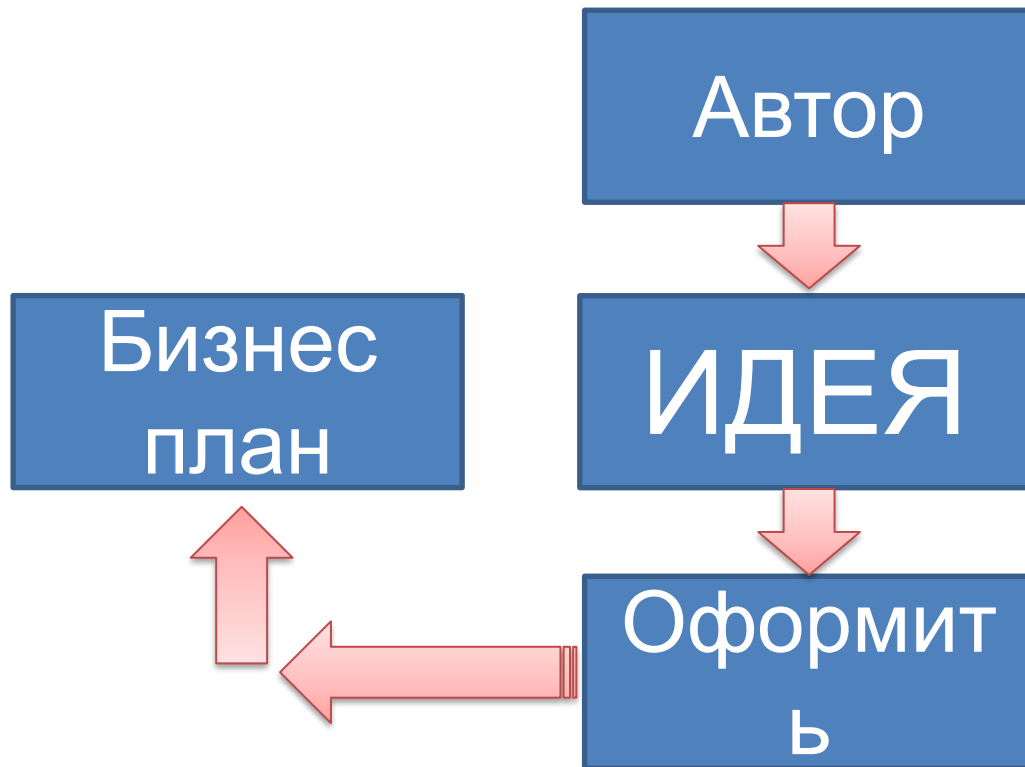 Автор
ИДЕЯ
Оформит
ь
Бизнес
план